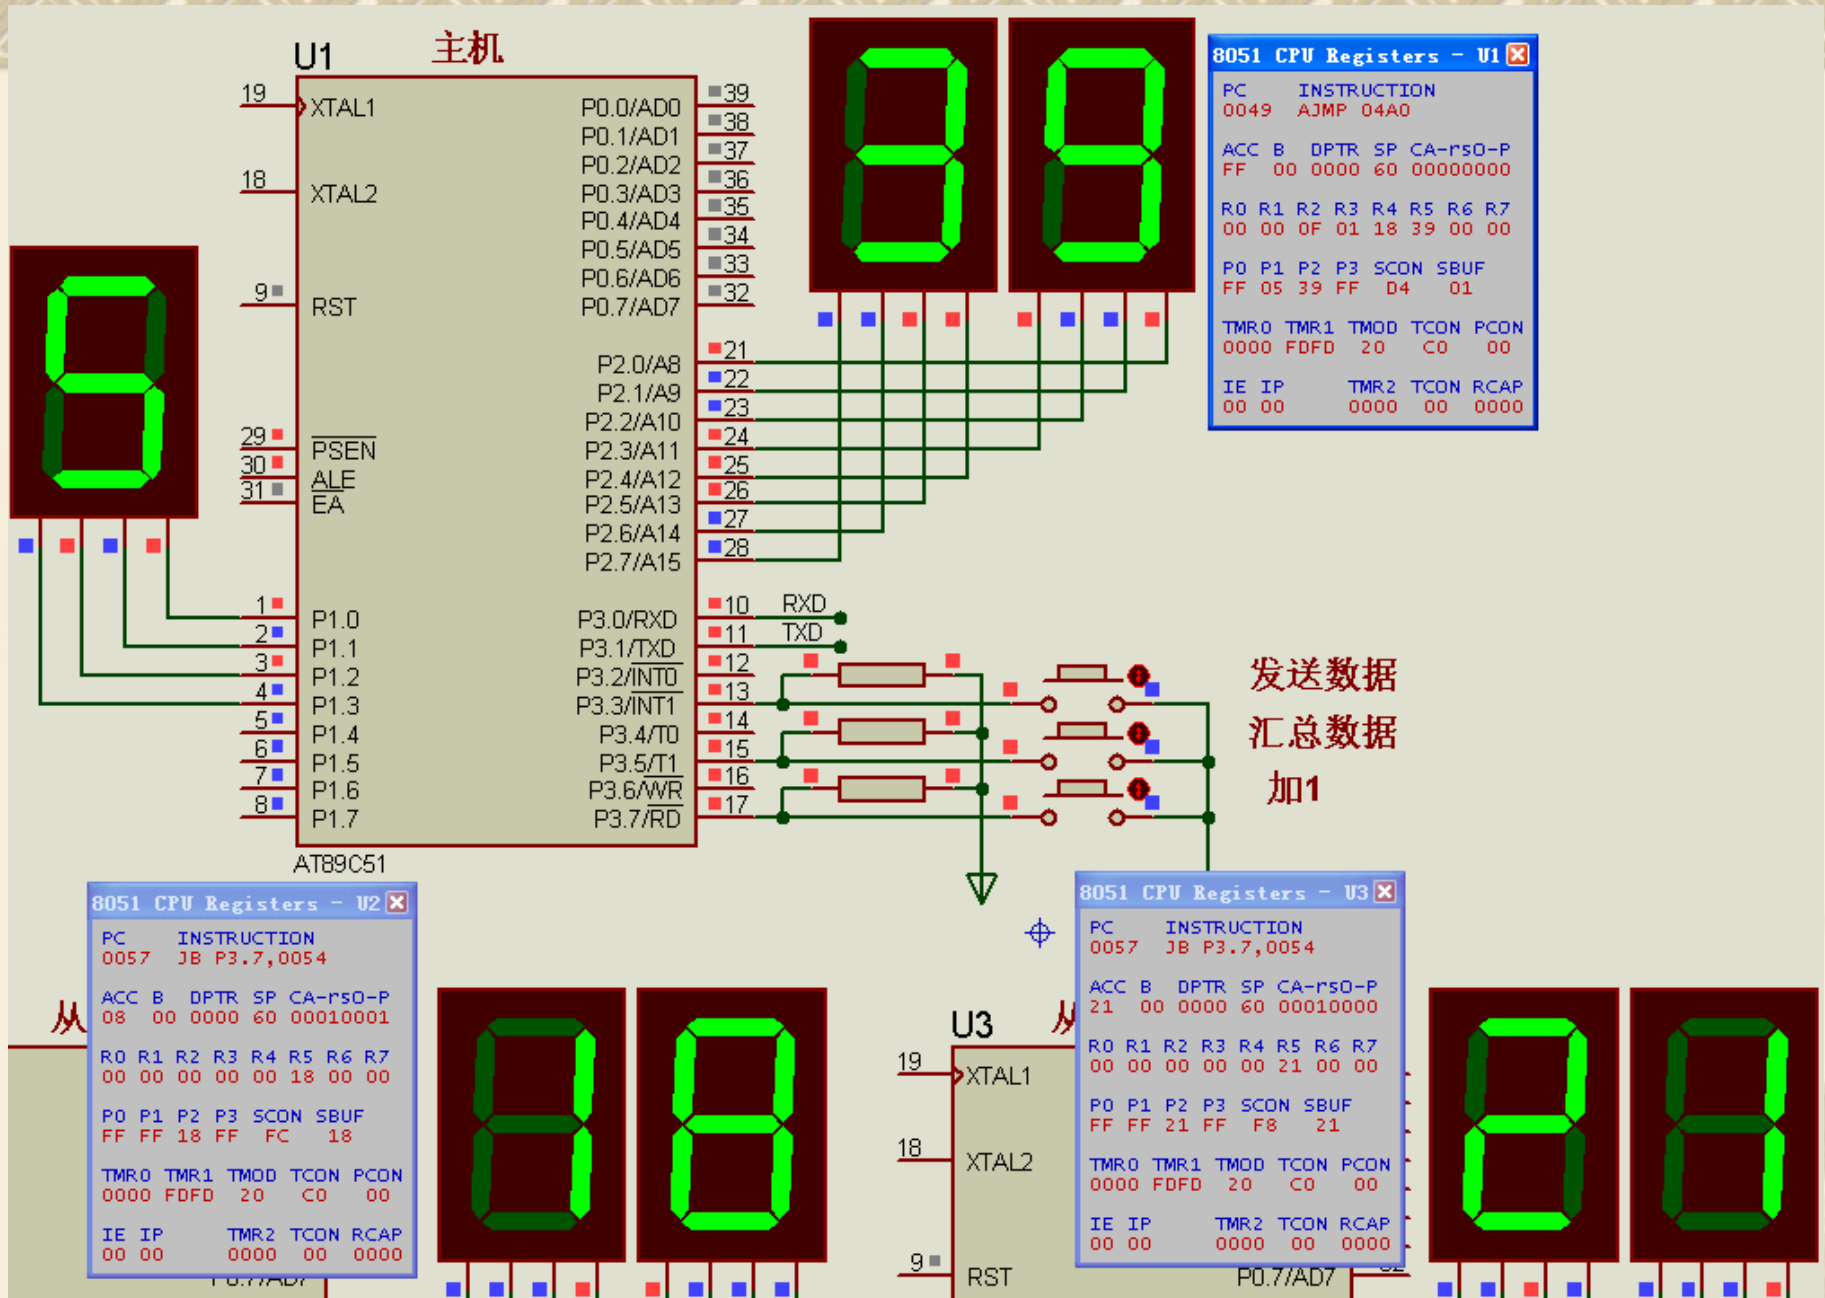 U1 主机
19 XTAL1
18 XTAL2
9 RST
29 PSEN
30 ALE
31 EA
1 P1.0
2 P1.1
3 P1.2
4 P1.3
5 P1.4
6 P1.5
7 P1.6
8 P1.7
P0.0/AD0 39
P0.1/AD1 38
P0.2/AD2 37
P0.3/AD3 36
P0.4/AD4 35
P0.5/AD5 34
P0.6/AD6 33
P0.7/AD7 32
P2.0/A8 21
P2.1/A9 22
P2.2/A10 23
P2.3/A11 24
P2.4/A12 25
P2.5/A13 26
P2.6/A14 27
P2.7/A15 28
P3.0/RXD 10 RXD
P3.1/TXD 11 TXD
P3.2/INT0 12
P3.3/INT1 13
P3.4/T0 14
P3.5/T1 15
P3.6/WR 16
P3.7/RD 17
AT89C51
5
39
发送数据
汇总数据
加1
8051 CPU Registers - U1
PC INSTRUCTION
0049 AJMP 04A0
ACC B DPTR SP CA-rs0-P
FF 00 0000 60 00000000
R0 R1 R2 R3 R4 R5 R6 R7
00 00 0F 01 18 39 00 00
P0 P1 P2 P3 SCON SBUF
FF 05 39 FF D4 01
TMR0 TMR1 TMOD TCON PCON
0000 FDFD 20 C0 00
IE IP TMR2 TCON RCAP
00 00 0000 00 0000
8051 CPU Registers - U2
PC INSTRUCTION
0057 JB P3.7,0054
ACC B DPTR SP CA-rs0-P
08 00 0000 60 00010001
R0 R1 R2 R3 R4 R5 R6 R7
00 00 00 00 00 18 00 00
P0 P1 P2 P3 SCON SBUF
FF FF 18 FF FC 18
TMR0 TMR1 TMOD TCON PCON
0000 FDFD 20 C0 00
IE IP TMR2 TCON RCAP
00 00 0000 00 0000
从
P0.7/AD7
18
U3 从
19 XTAL1
18 XTAL2
9 RST
P0.7/AD7 32
8051 CPU Registers - U3
PC INSTRUCTION
0057 JB P3.7,0054
ACC B DPTR SP CA-rs0-P
21 00 0000 60 00010000
R0 R1 R2 R3 R4 R5 R6 R7
00 00 00 00 00 21 00 00
P0 P1 P2 P3 SCON SBUF
FF FF 21 FF F8 21
TMR0 TMR1 TMOD TCON PCON
0000 FDFD 20 C0 00
IE IP TMR2 TCON RCAP
00 00 0000 00 0000
21